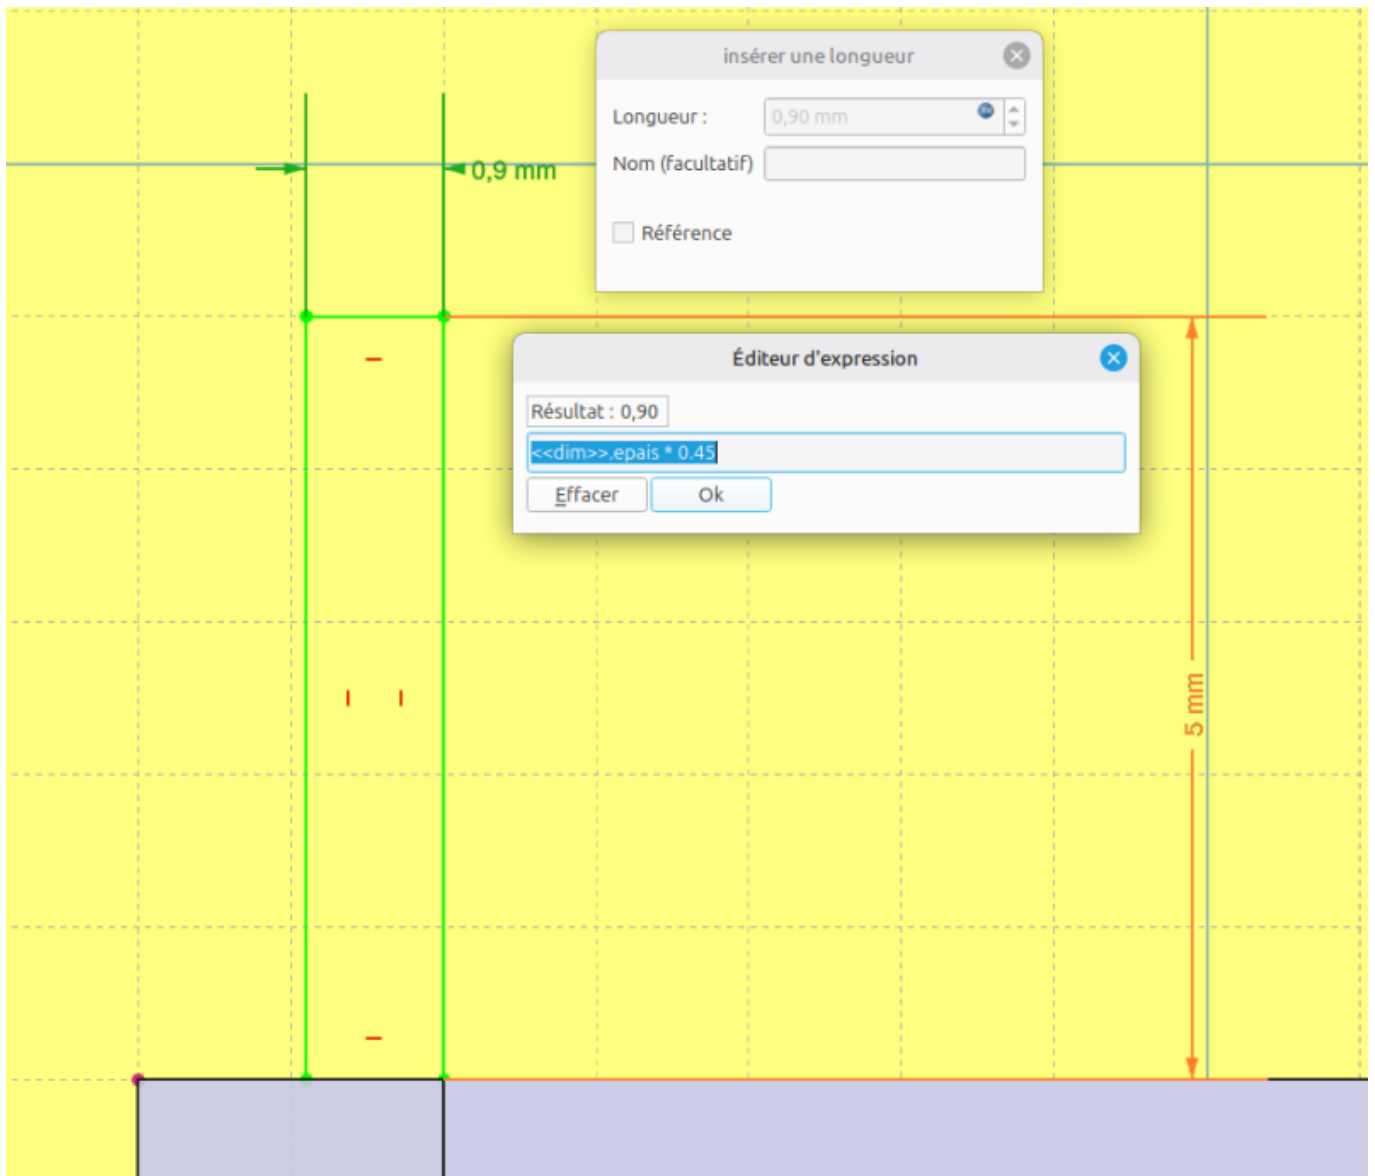 insérer une longueur
Longueur : 0,90 mm
Nom (facultatif)
0,9 mm
Référence
Éditeur d'expression
Résultat : 0,90
<<dim>>.epais * 0.45
Effacer Ok
5 mm